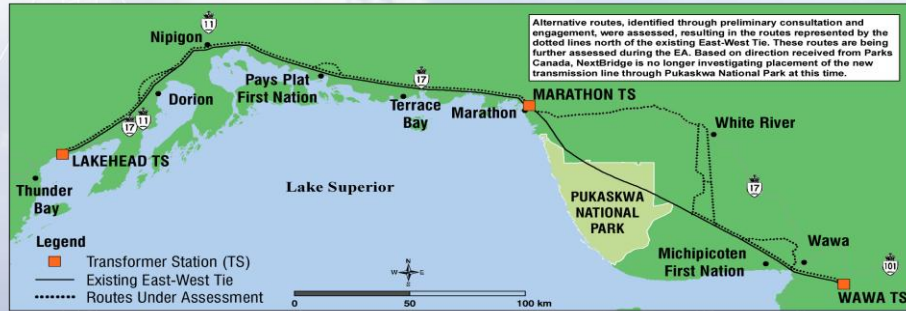 Alternative routes, identified through preliminary consultation and
engagement, were assessed, resulting in the routes represented by the
dotted lines north of the existing East-West Tie. These routes are being
further assessed during the EA. Based on direction received from Parks
Canada, NextBridge is no longer investigating placement of the new
transmission line through Pukaskwa National Park at this time.
11
Nipigon
Pays Plat
First Nation
17
Dorion
Terrace
Bay
Marathon
MARATHON TS
White River
17
11
LAKEHEAD TS
Thunder
Bay
Lake Superior
17
PUKASKWA
NATIONAL
PARK
Michipicoten
First Nation
Wawa
101
WAWA TS
Legend
Transformer Station (TS)
Existing East-West Tie
Routes Under Assessment
N
W
E
S
0
50
100 km